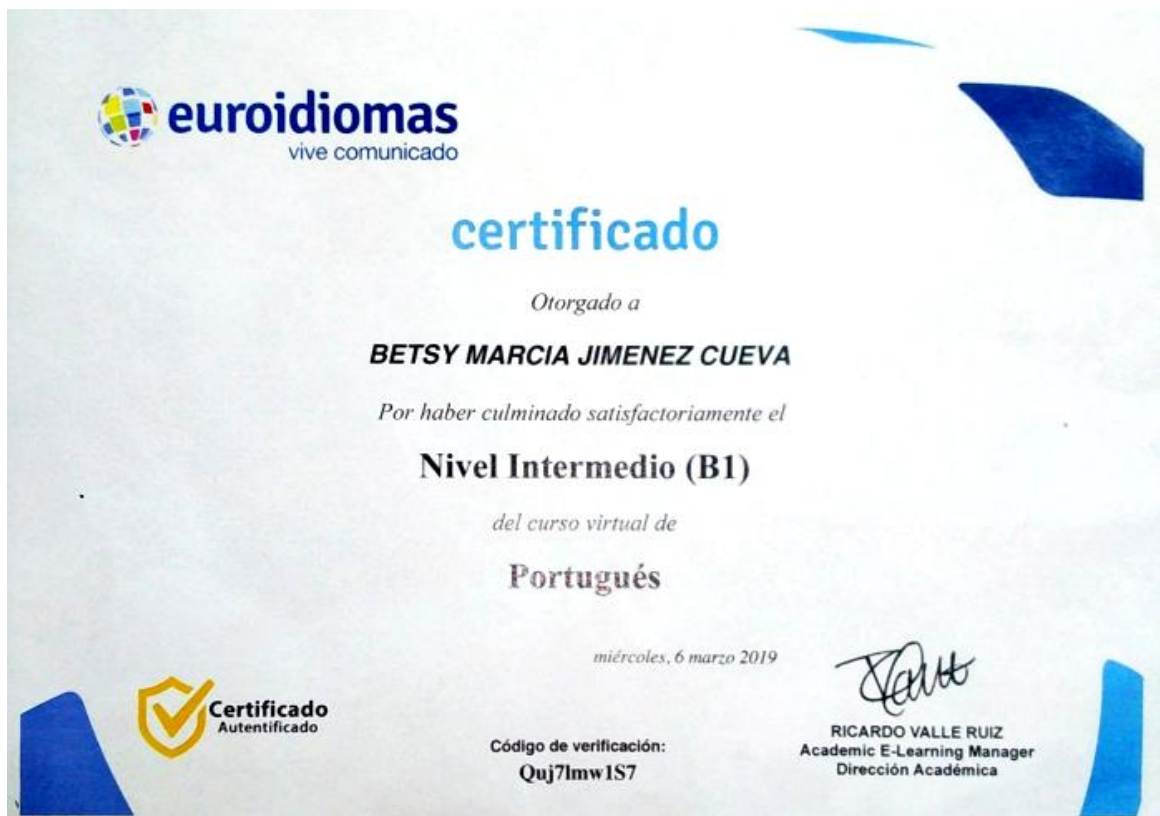 euroidiomas
vive comunicado
certificado
Otorgado a
BETSY MARCIA JIMENEZ CUEVA
Por haber culminado satisfactoriamente el
Nivel Intermedio (B1)
del curso virtual de
Portugués
miércoles, 6 marzo 2019
Certificado
Autentificado
Código de verificación:
Quj7lmw1S7
RICARDO VALLE RUIZ
Academic E-Learning Manager
Dirección Académica